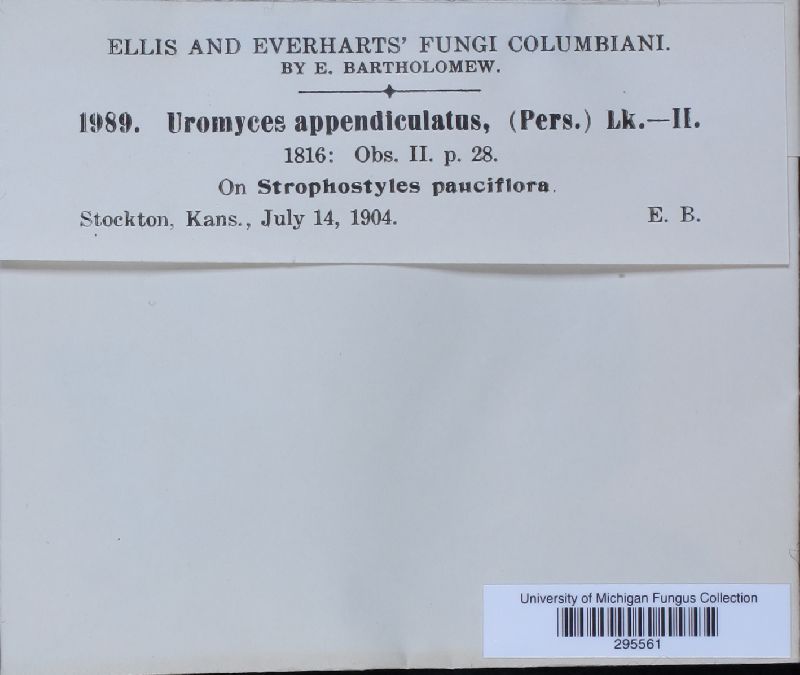 ELLIS AND EVERHARTS' FUNGI COLUMBIANI.
BY E. BARTHOLOMEW.
1989. Uromyces appendiculatus, (Pers.) Lk.—II.
1816: Obs. II. p. 28.
On Strophostyles pauciflora.
Stockton, Kans., July 14, 1904. E. B.
University of Michigan Fungus Collection
295561